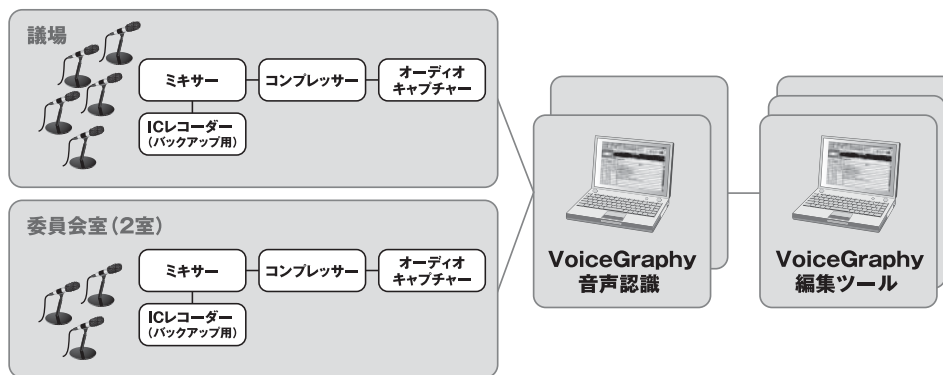 議場
ミキサー
コンプレッサー
オーディオ
キャプチャー
ICレコーダー
(バックアップ用)
委員会室(2室)
ミキサー
コンプレッサー
オーディオ
キャプチャー
ICレコーダー
(バックアップ用)
VoiceGraphy
音声認識
VoiceGraphy
編集ツール